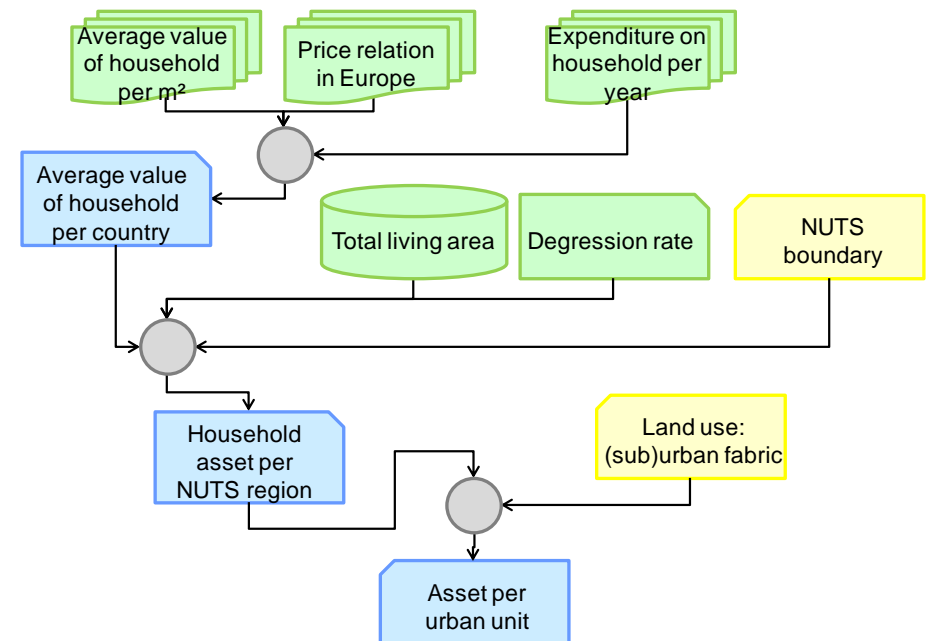 Average value
of household
per m²
Price relation
in Europe
Expenditure on
household per
year
Average value
of household
per country
Total living area
Degression rate
NUTS
boundary
Household
asset per
NUTS region
Land use:
(sub)urban fabric
Asset per
urban unit